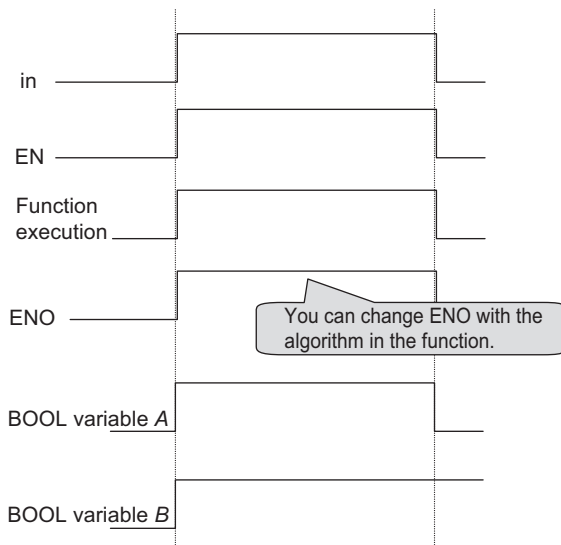 in
EN
Function
execution
ENO
You can change ENO with the
algorithm in the function.
BOOL variable A
BOOL variable B